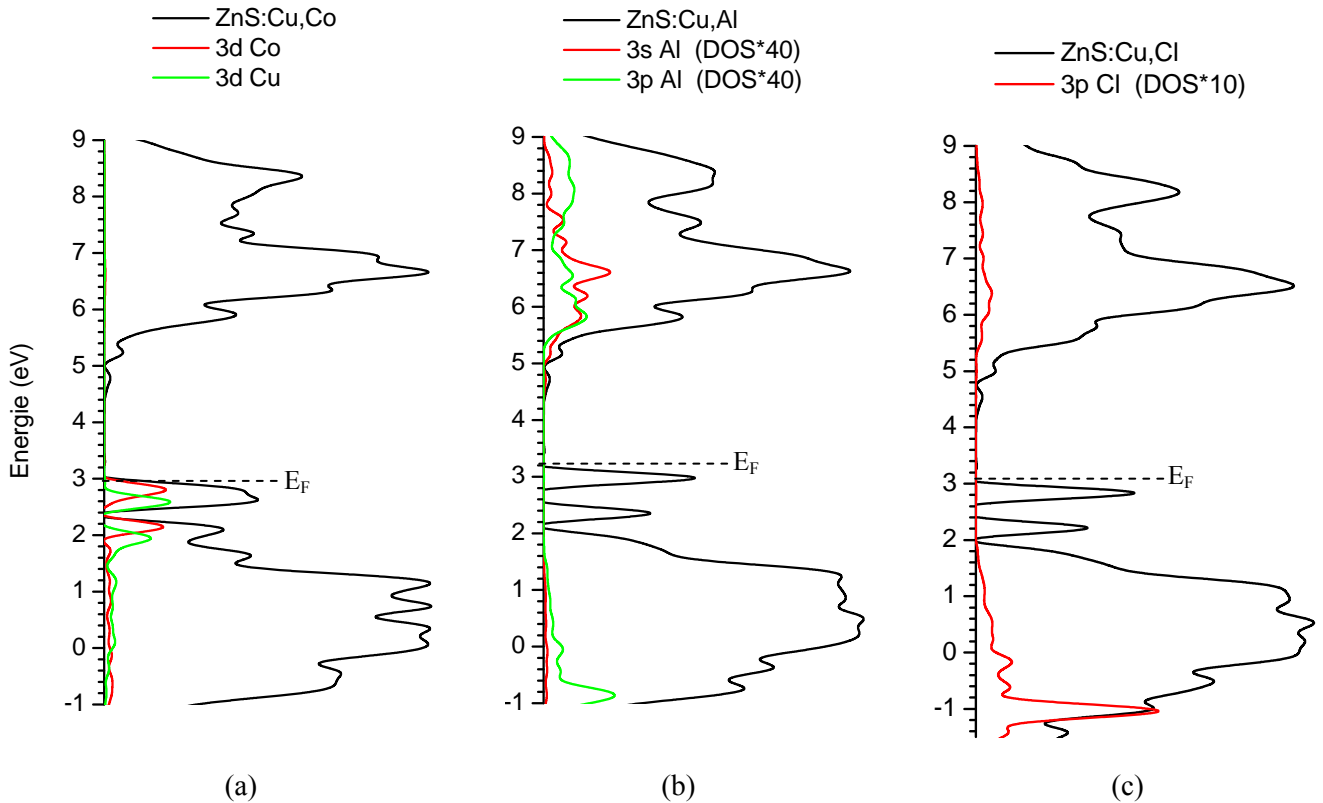 ZnS:Cu,Co
3d Co
3d Cu
ZnS:Cu,Al
3s Al (DOS*40)
3p Al (DOS*40)
ZnS:Cu,Cl
3p Cl (DOS*10)
Energie (eV)
9
8
7
6
5
4
3
2
1
0
-1
E_F
(a)
9
8
7
6
5
4
3
2
1
0
-1
E_F
(b)
9
8
7
6
5
4
3
2
1
0
-1
E_F
(c)